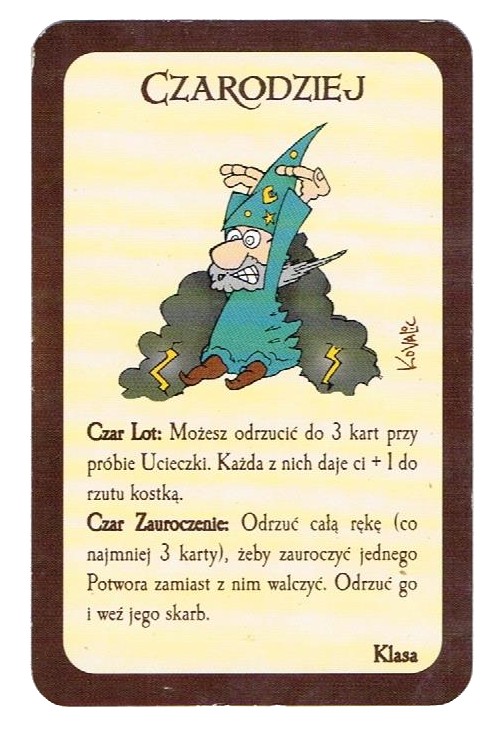 CZARODZIEJ
KOVALIC
Czar Lot: Możesz odrzucić do 3 kart przy
próbie Ucieczki. Każda z nich daje ci +1 do
rzutu kostką.
Czar Zauroczenie: Odrzuć całą rękę (co
najmniej 3 karty), żeby zauroczyć jednego
Potwora zamiast z nim walczyć. Odrzuć go
i weź jego skarb.
Klasa